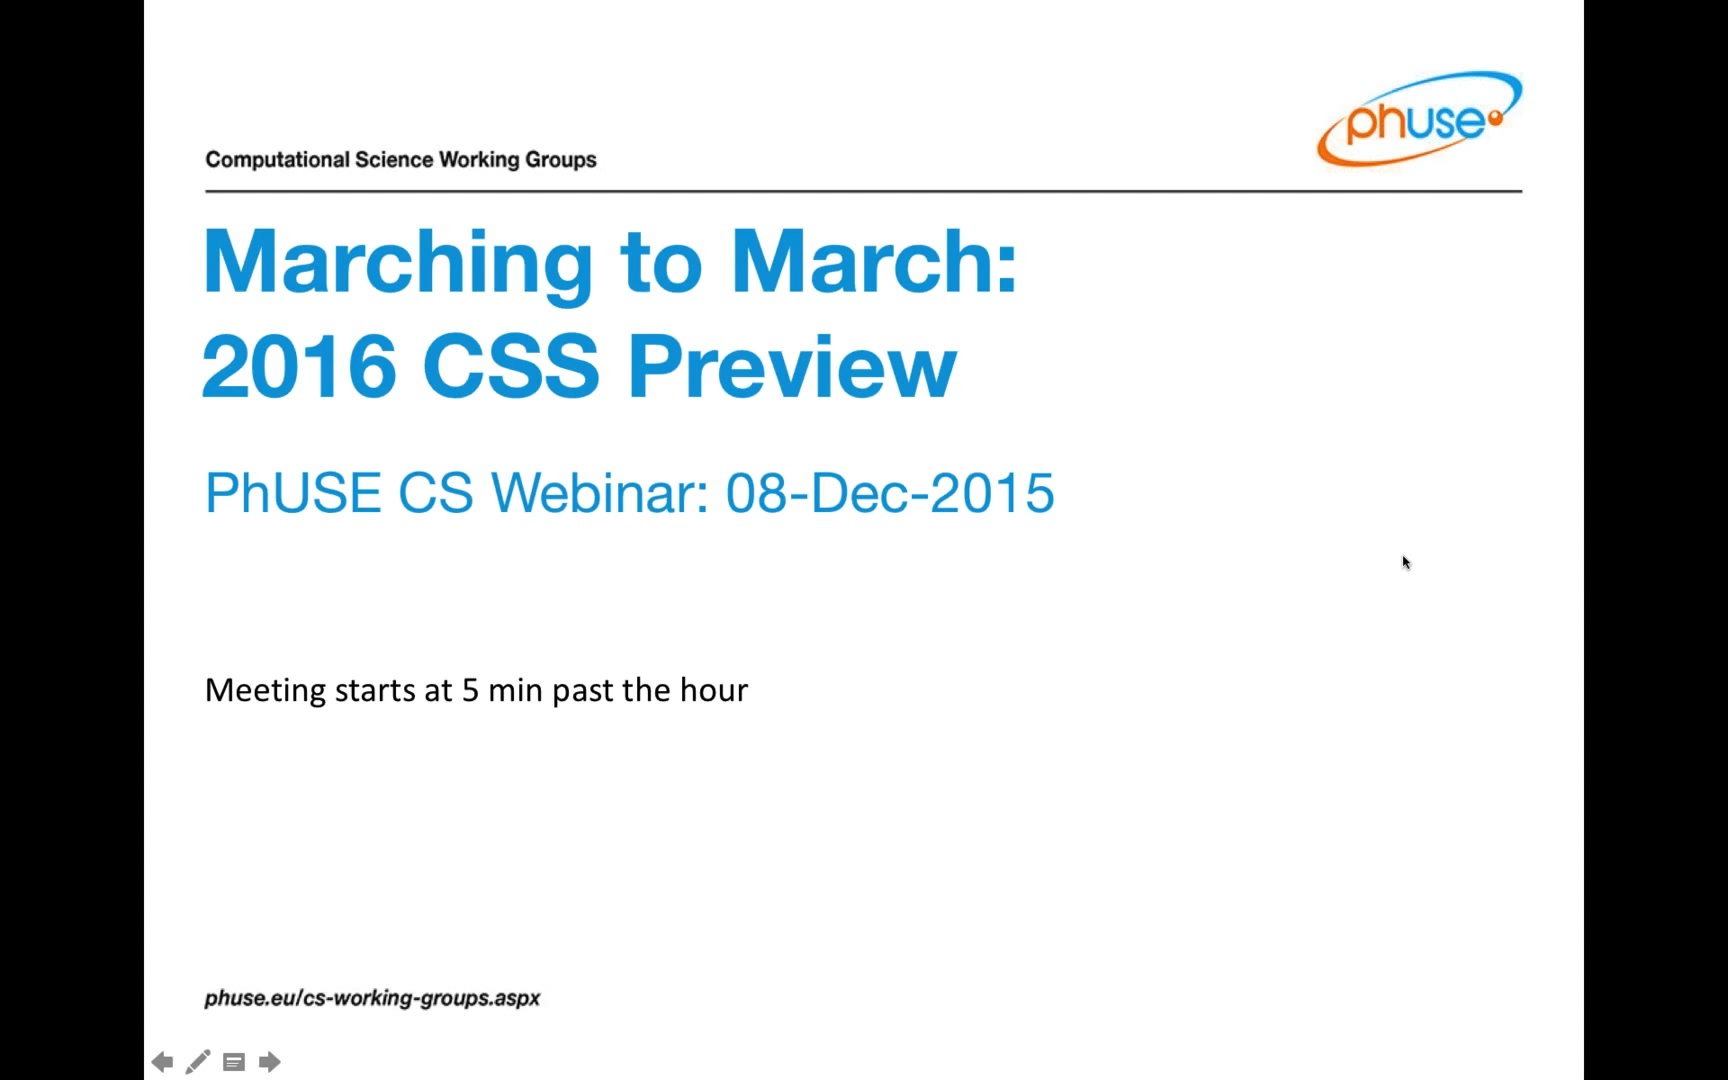 phuse
Computational Science Working Groups
Marching to March:
2016 CSS Preview
PhUSE CS Webinar: 08-Dec-2015
Meeting starts at 5 min past the hour
phuse.eu/cs-working-groups.aspx